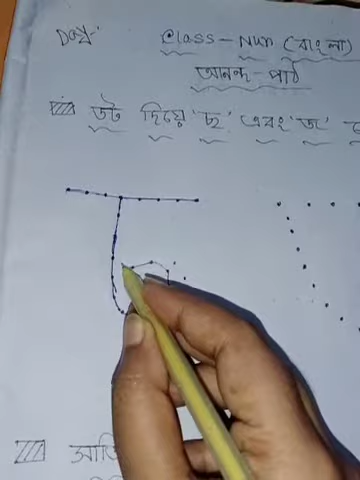 Day-
Class - Nur (বাংলা)
আনন্দ - পাঠ
ডট দিয়ে 'ছ' এবং 'জ'
সাজি